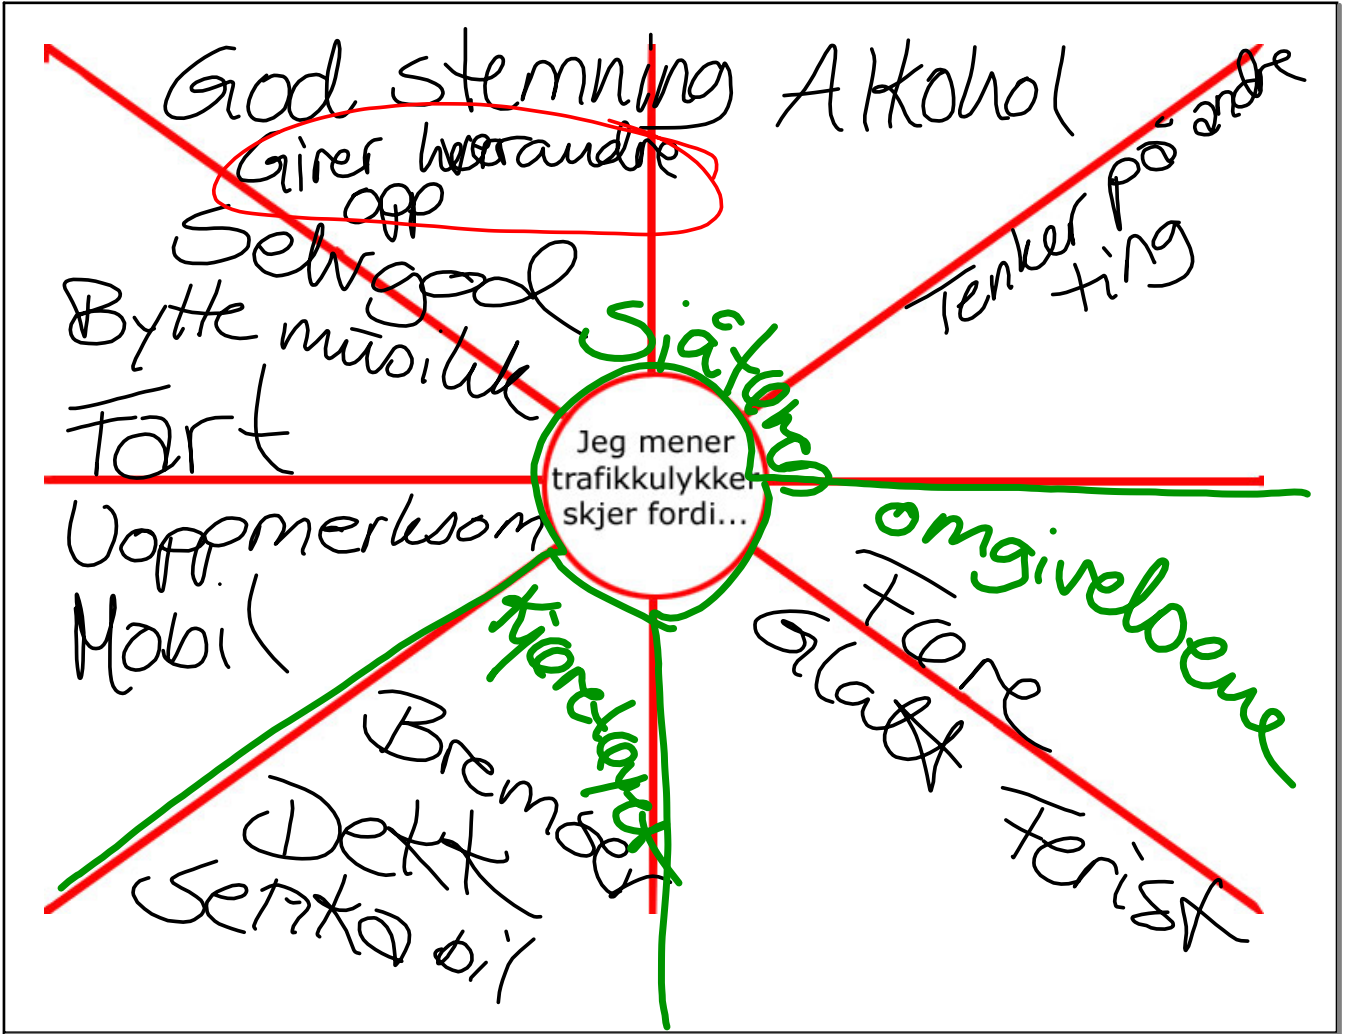 God stemning
Alkohol
Girer hverandre
opp
Tenker på andre
ting
Selvgod
Bytte musikk
Fart
Sjåføren
Jeg mener
trafikkulykker
skjer fordi...
Uoppmerksom
Mobil
omgivelsene
Føre
Glatt
Ferist
Kjøretøyet
Bremser
Dekk
Senka bil